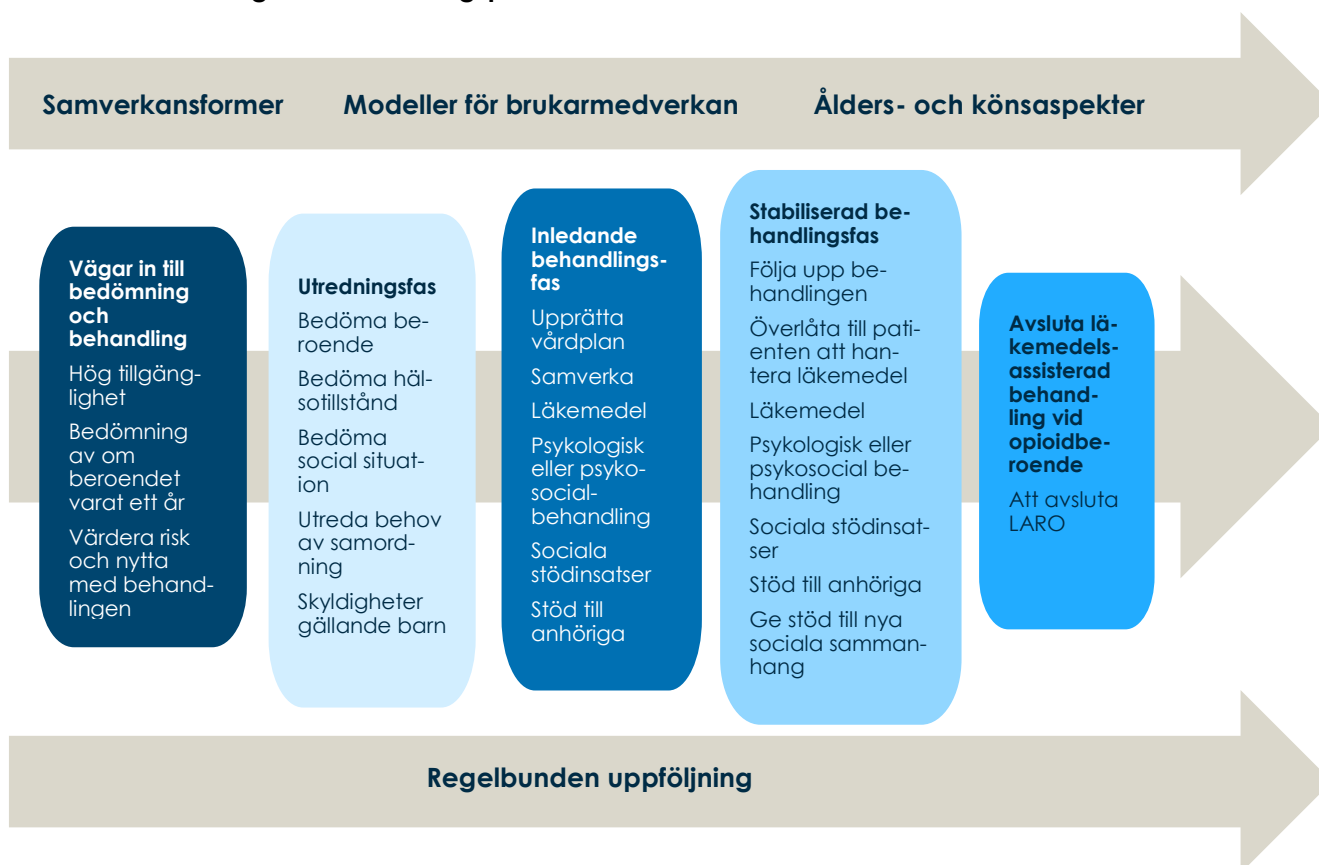 Samverkansformer
Modeller för brukarmedverkan
Ålders- och könsaspekter
Vägar in till
bedömning
och
behandling
Hög tillgäng-
lighet
Bedömning
av om
beroendet
varat ett år
Värdera risk
och nytta
med behand-
lingen
Utredningsfas
Bedöma be-
roende
Bedöma häl-
sotillstånd
Bedöma
social situat-
ion
Utreda behov
av samord-
ning
Skyldigheter
gällande barn
Inledande
behandlings-
fas
Upprätta
vårdplan
Samverka
Läkemedel
Psykologisk
eller psyko-
social-
behandling
Sociala
stödinsatser
Stöd till
anhöriga
Stabiliserad be-
handlingsfas
Följa upp be-
handlingen
Överlåta till pati-
enten att han-
tera läkemedel
Läkemedel
Psykologisk eller
psykosocial be-
handling
Sociala stödinsat-
ser
Stöd till anhöriga
Ge stöd till nya
sociala samman-
hang
Avsluta lä-
kemedels-
assisterad
behand-
ling vid
opioidbe-
roende
Att avsluta
LARO
Regelbunden uppföljning